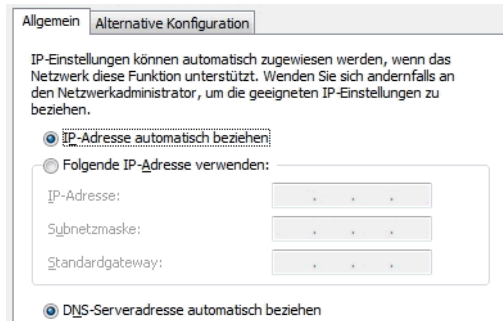 Allgemein Alternative Konfiguration
IP-Einstellungen können automatisch zugewiesen werden, wenn das
Netzwerk diese Funktion unterstützt. Wenden Sie sich andernfalls an
den Netzwerkadministrator, um die geeigneten IP-Einstellungen zu
beziehen.
IP-Adresse automatisch beziehen
Folgende IP-Adresse verwenden:
IP-Adresse:
Subnetzmaske:
Standardgateway:
DNS-Serveradresse automatisch beziehen